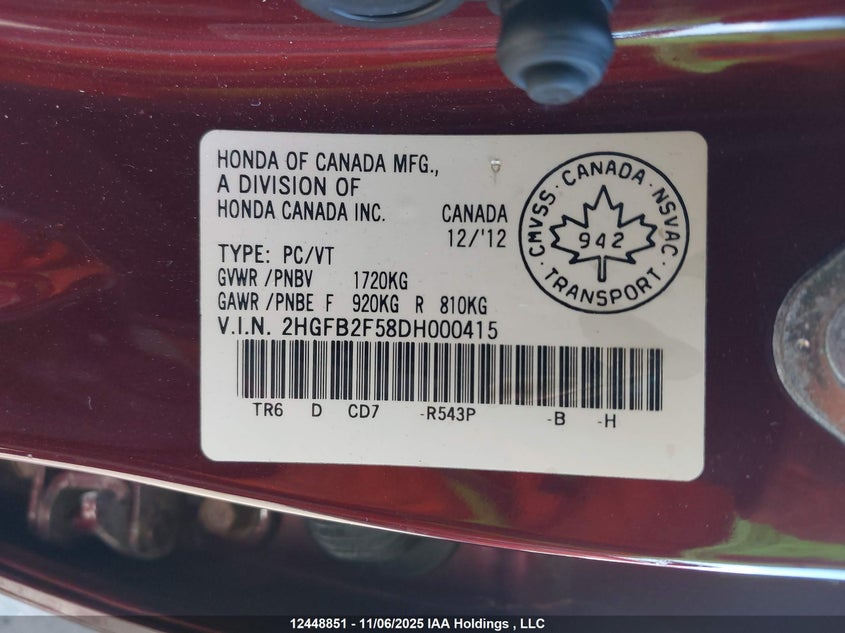 HONDA OF CANADA MFG.,
A DIVISION OF
HONDA CANADA INC. CANADA
12/'12
TYPE: PC/VT
GVWR /PNBV 1720KG
GAWR /PNBE F 920KG R 810KG
V.I.N. 2HGFB2F58DH000415
TR6 D CD7 -R543P -B -H
CMVSS · CANADA · NSVAC · TRANSPORT ·
942
12448851 - 11/06/2025 IAA Holdings , LLC